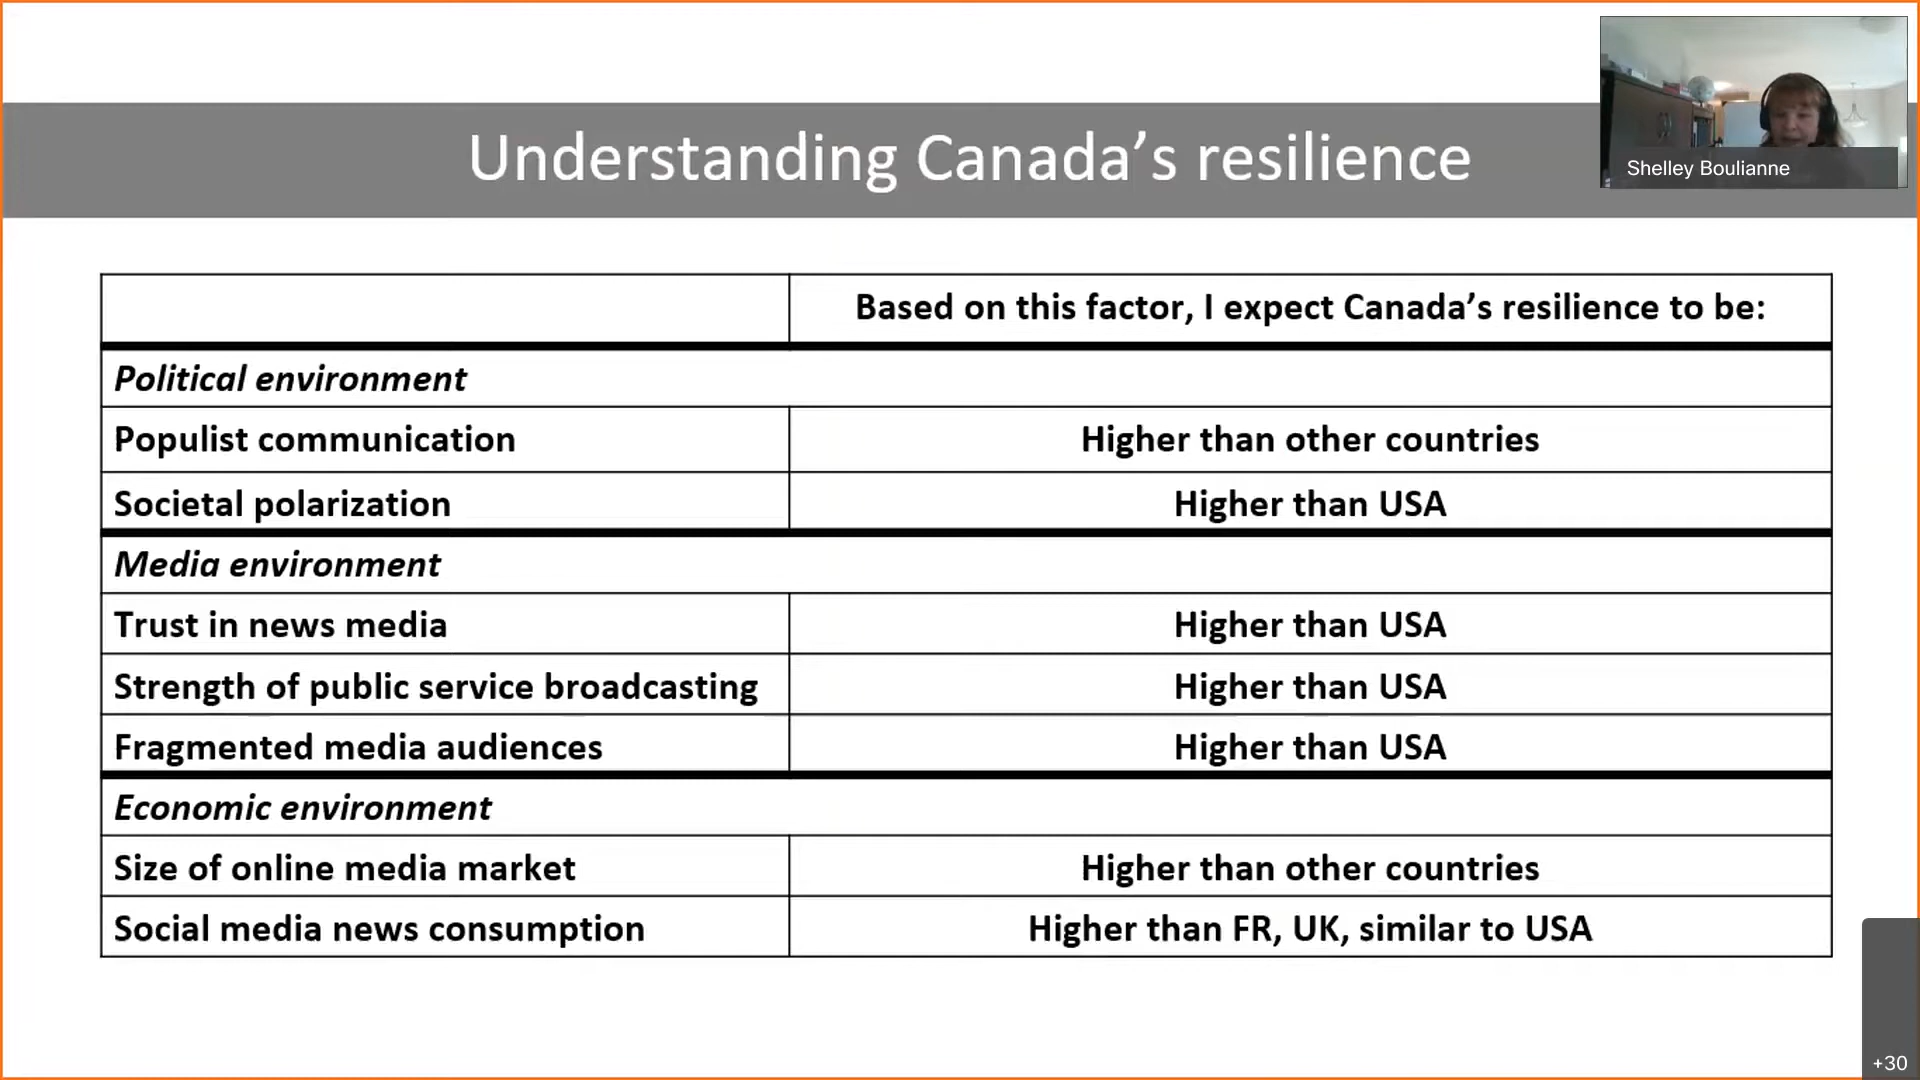 Understanding Canada’s resilience
Shelley Boulianne
Based on this factor, I expect Canada’s resilience to be:
Political environment
Populist communication
Higher than other countries
Societal polarization
Higher than USA
Media environment
Trust in news media
Higher than USA
Strength of public service broadcasting
Higher than USA
Fragmented media audiences
Higher than USA
Economic environment
Size of online media market
Higher than other countries
Social media news consumption
Higher than FR, UK, similar to USA
+30